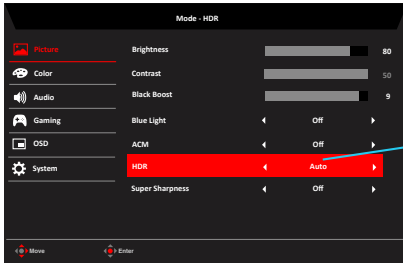 Mode - HDR
Picture
Brightness 80
Color
Contrast 50
Audio
Black Boost 9
Gaming
Blue Light Off
OSD
ACM Off
System
HDR Auto
Super Sharpness Off
Move Enter